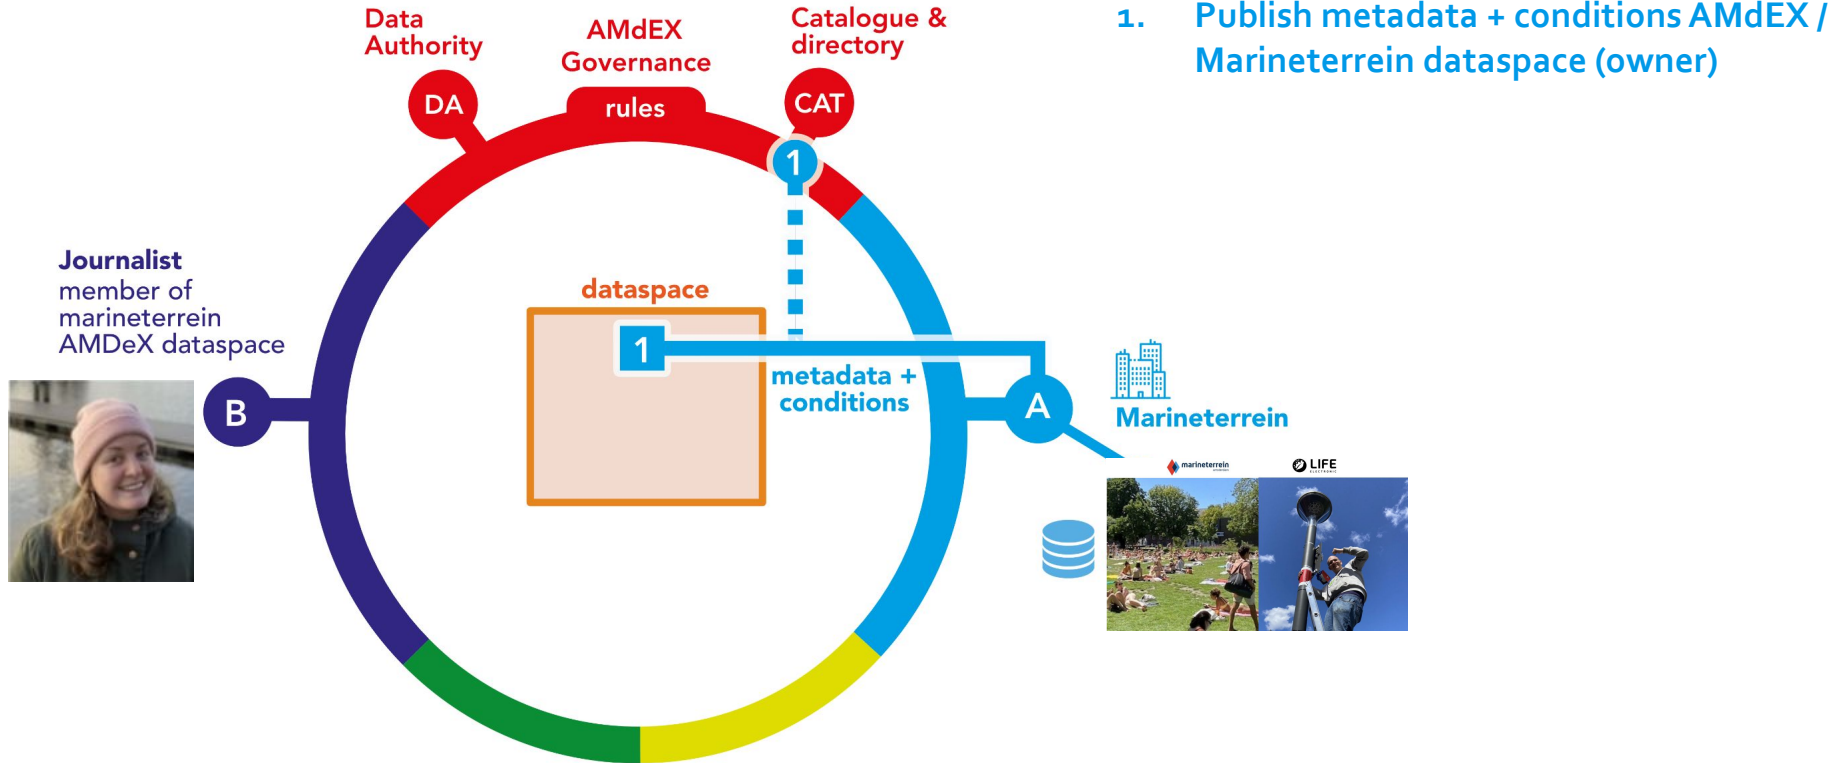 1. Publish metadata + conditions AMdEX /
Marineterrein dataspace (owner)
Data
Authority
AMdEX
Governance
Catalogue &
directory
DA
rules
CAT
1
Journalist
member of
marineterrein
AMDeX dataspace
dataspace
1
metadata +
conditions
B
A
Marineterrein
marineterrein
LIFE
ELECTRONIC